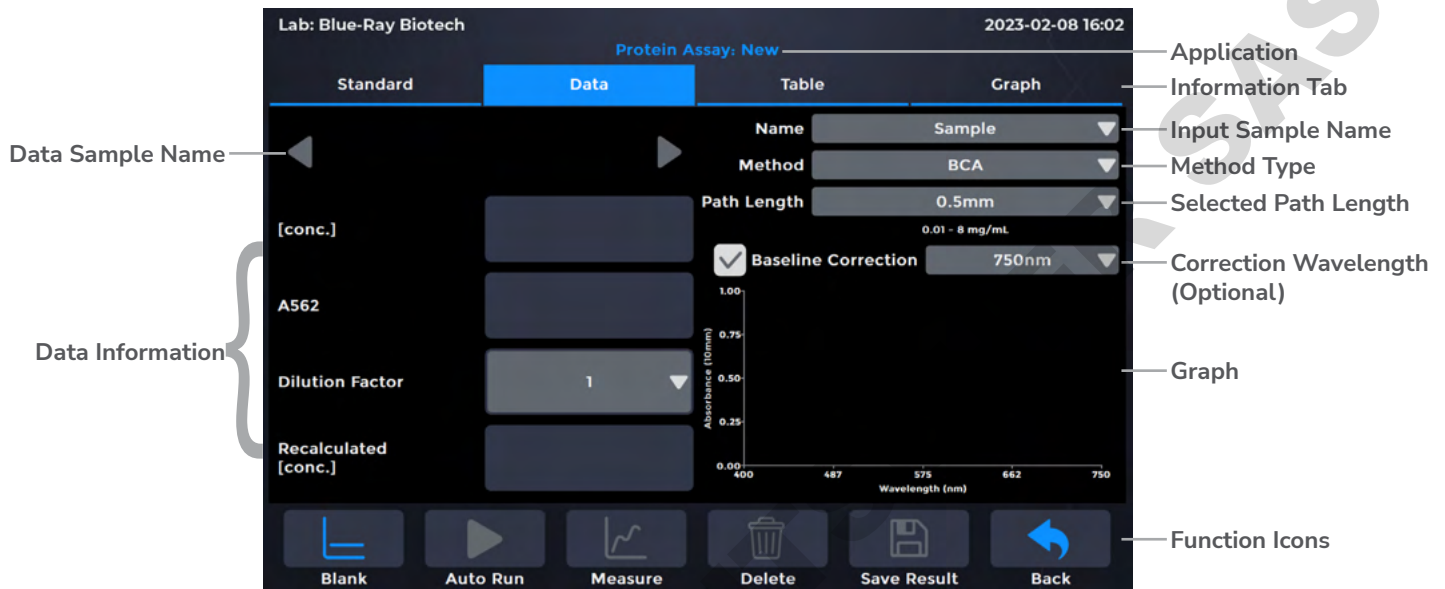 Lab: Blue-Ray Biotech 2023-02-08 16:02
Protein Assay: New
Application
Standard Data Table Graph
Information Tab
Name Sample
Input Sample Name
Data Sample Name
Method BCA
Method Type
Path Length 0.5mm
Selected Path Length
0.01 - 8 mg/mL
[conc.]
Baseline Correction 750nm
Correction Wavelength
(Optional)
A562
Data Information
Dilution Factor 1
Recalculated
[conc.]
1.00
0.75
0.50
0.25
0.00
Absorbance (10mm)
400 487 575 662 750
Wavelength (nm)
Graph
Blank Auto Run Measure Delete Save Result Back
Function Icons